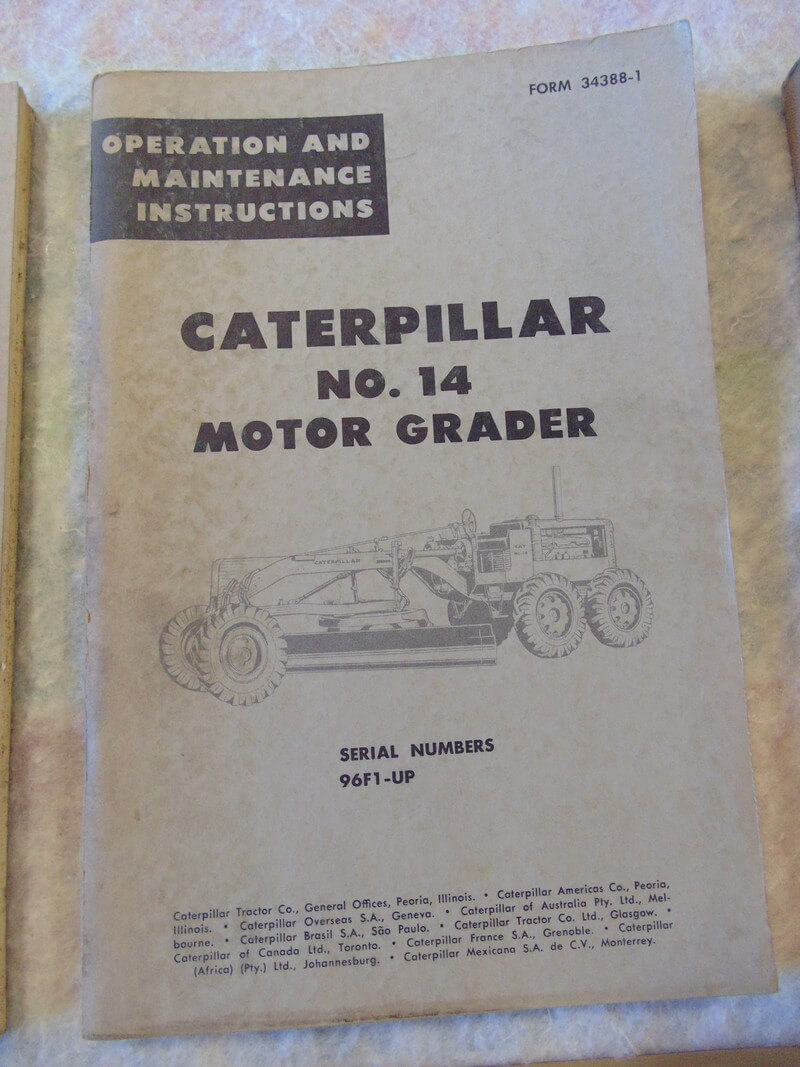 FORM 34388-1
OPERATION AND
MAINTENANCE
INSTRUCTIONS
CATERPILLAR
NO. 14
MOTOR GRADER
CATERPILLAR
CAT
SERIAL NUMBERS
96F1-UP
Caterpillar Tractor Co., General Offices, Peoria, Illinois. • Caterpillar Americas Co., Peoria,
Illinois. • Caterpillar Overseas S.A., Geneva. • Caterpillar of Australia Pty. Ltd., Mel-
bourne. • Caterpillar Brasil S.A., São Paulo. • Caterpillar Tractor Co. Ltd., Glasgow. •
Caterpillar of Canada Ltd., Toronto. • Caterpillar France S.A., Grenoble. • Caterpillar
(Africa) (Pty.) Ltd., Johannesburg. • Caterpillar Mexicana S.A. de C.V., Monterrey.